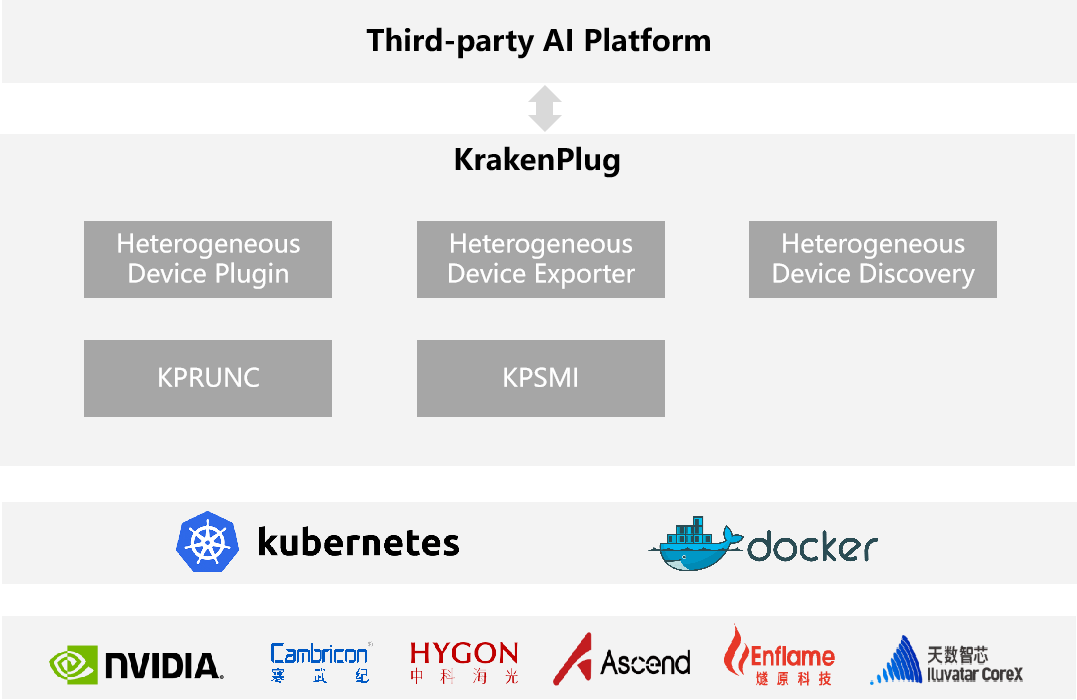 Third-party AI Platform
KrakenPlug
Heterogeneous
Device Plugin
Heterogeneous
Device Exporter
Heterogeneous
Device Discovery
KPRUNC
KPSMI
kubernetes
docker
NVIDIA.
Cambricon
寒武纪
HYGON
中科海光
Ascend
Enflame
燧原科技
天数智芯
Iluvatar CoreX